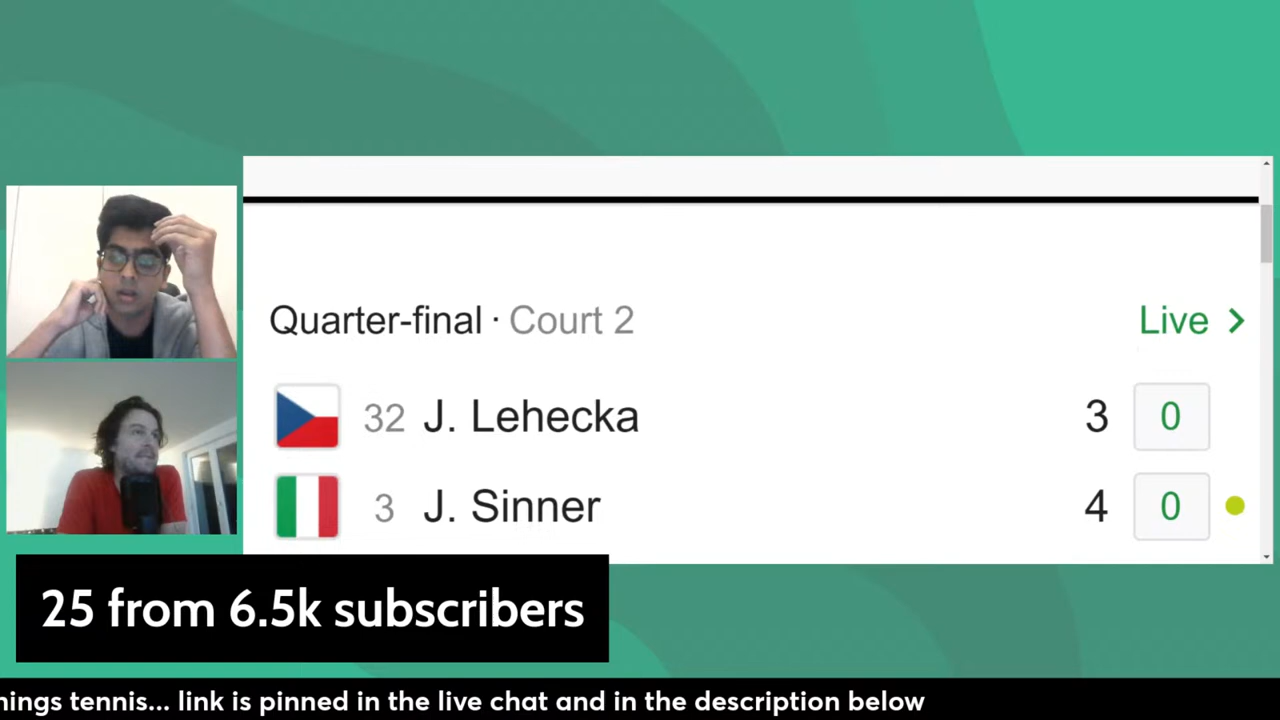 Quarter-final · Court 2
Live
32 J. Lehecka 3 0
3 J. Sinner 4 0
25 from 6.5k subscribers
nings tennis... link is pinned in the live chat and in the description below